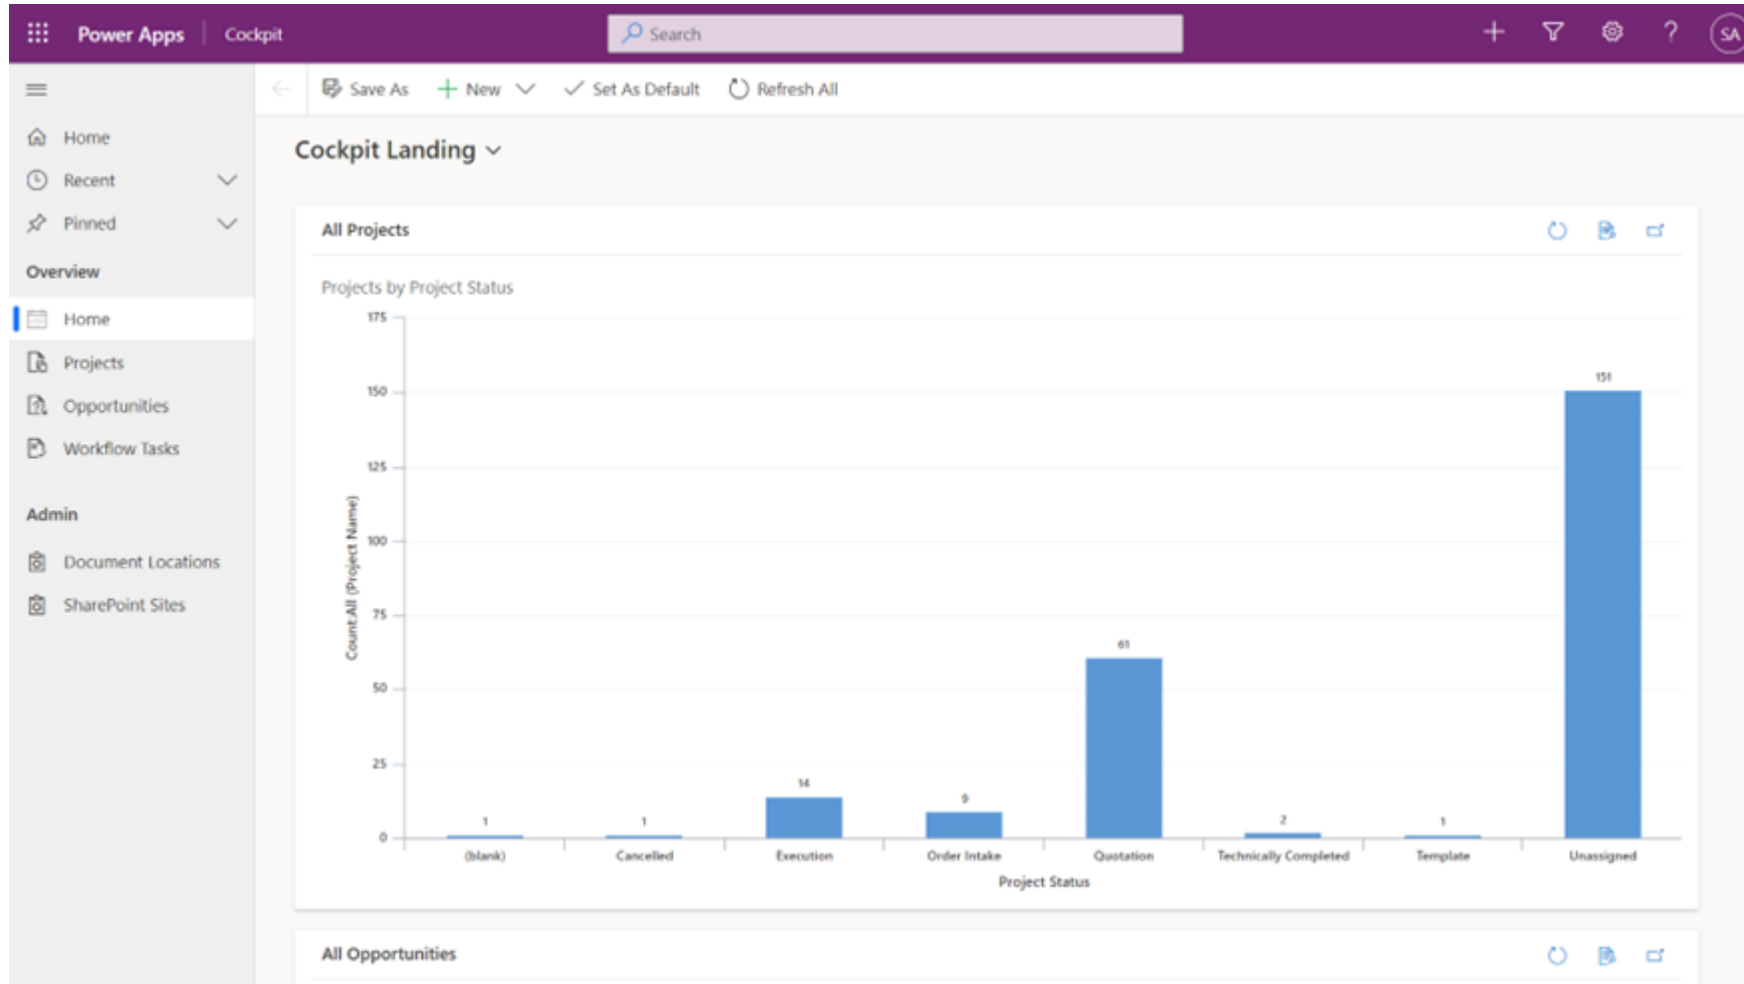 Power Apps Cockpit Search ? SA
Save As New Set As Default Refresh All
Home
Recent
Pinned
Overview
Home
Projects
Opportunities
Workflow Tasks
Admin
Document Locations
SharePoint Sites
Cockpit Landing
All Projects
Projects by Project Status
Count:All (Project Name)
175
150
125
100
75
50
25
0
1 1 14 9 61 2 1 151
(blank) Cancelled Execution Order Intake Quotation Technically Completed Template Unassigned
Project Status
All Opportunities